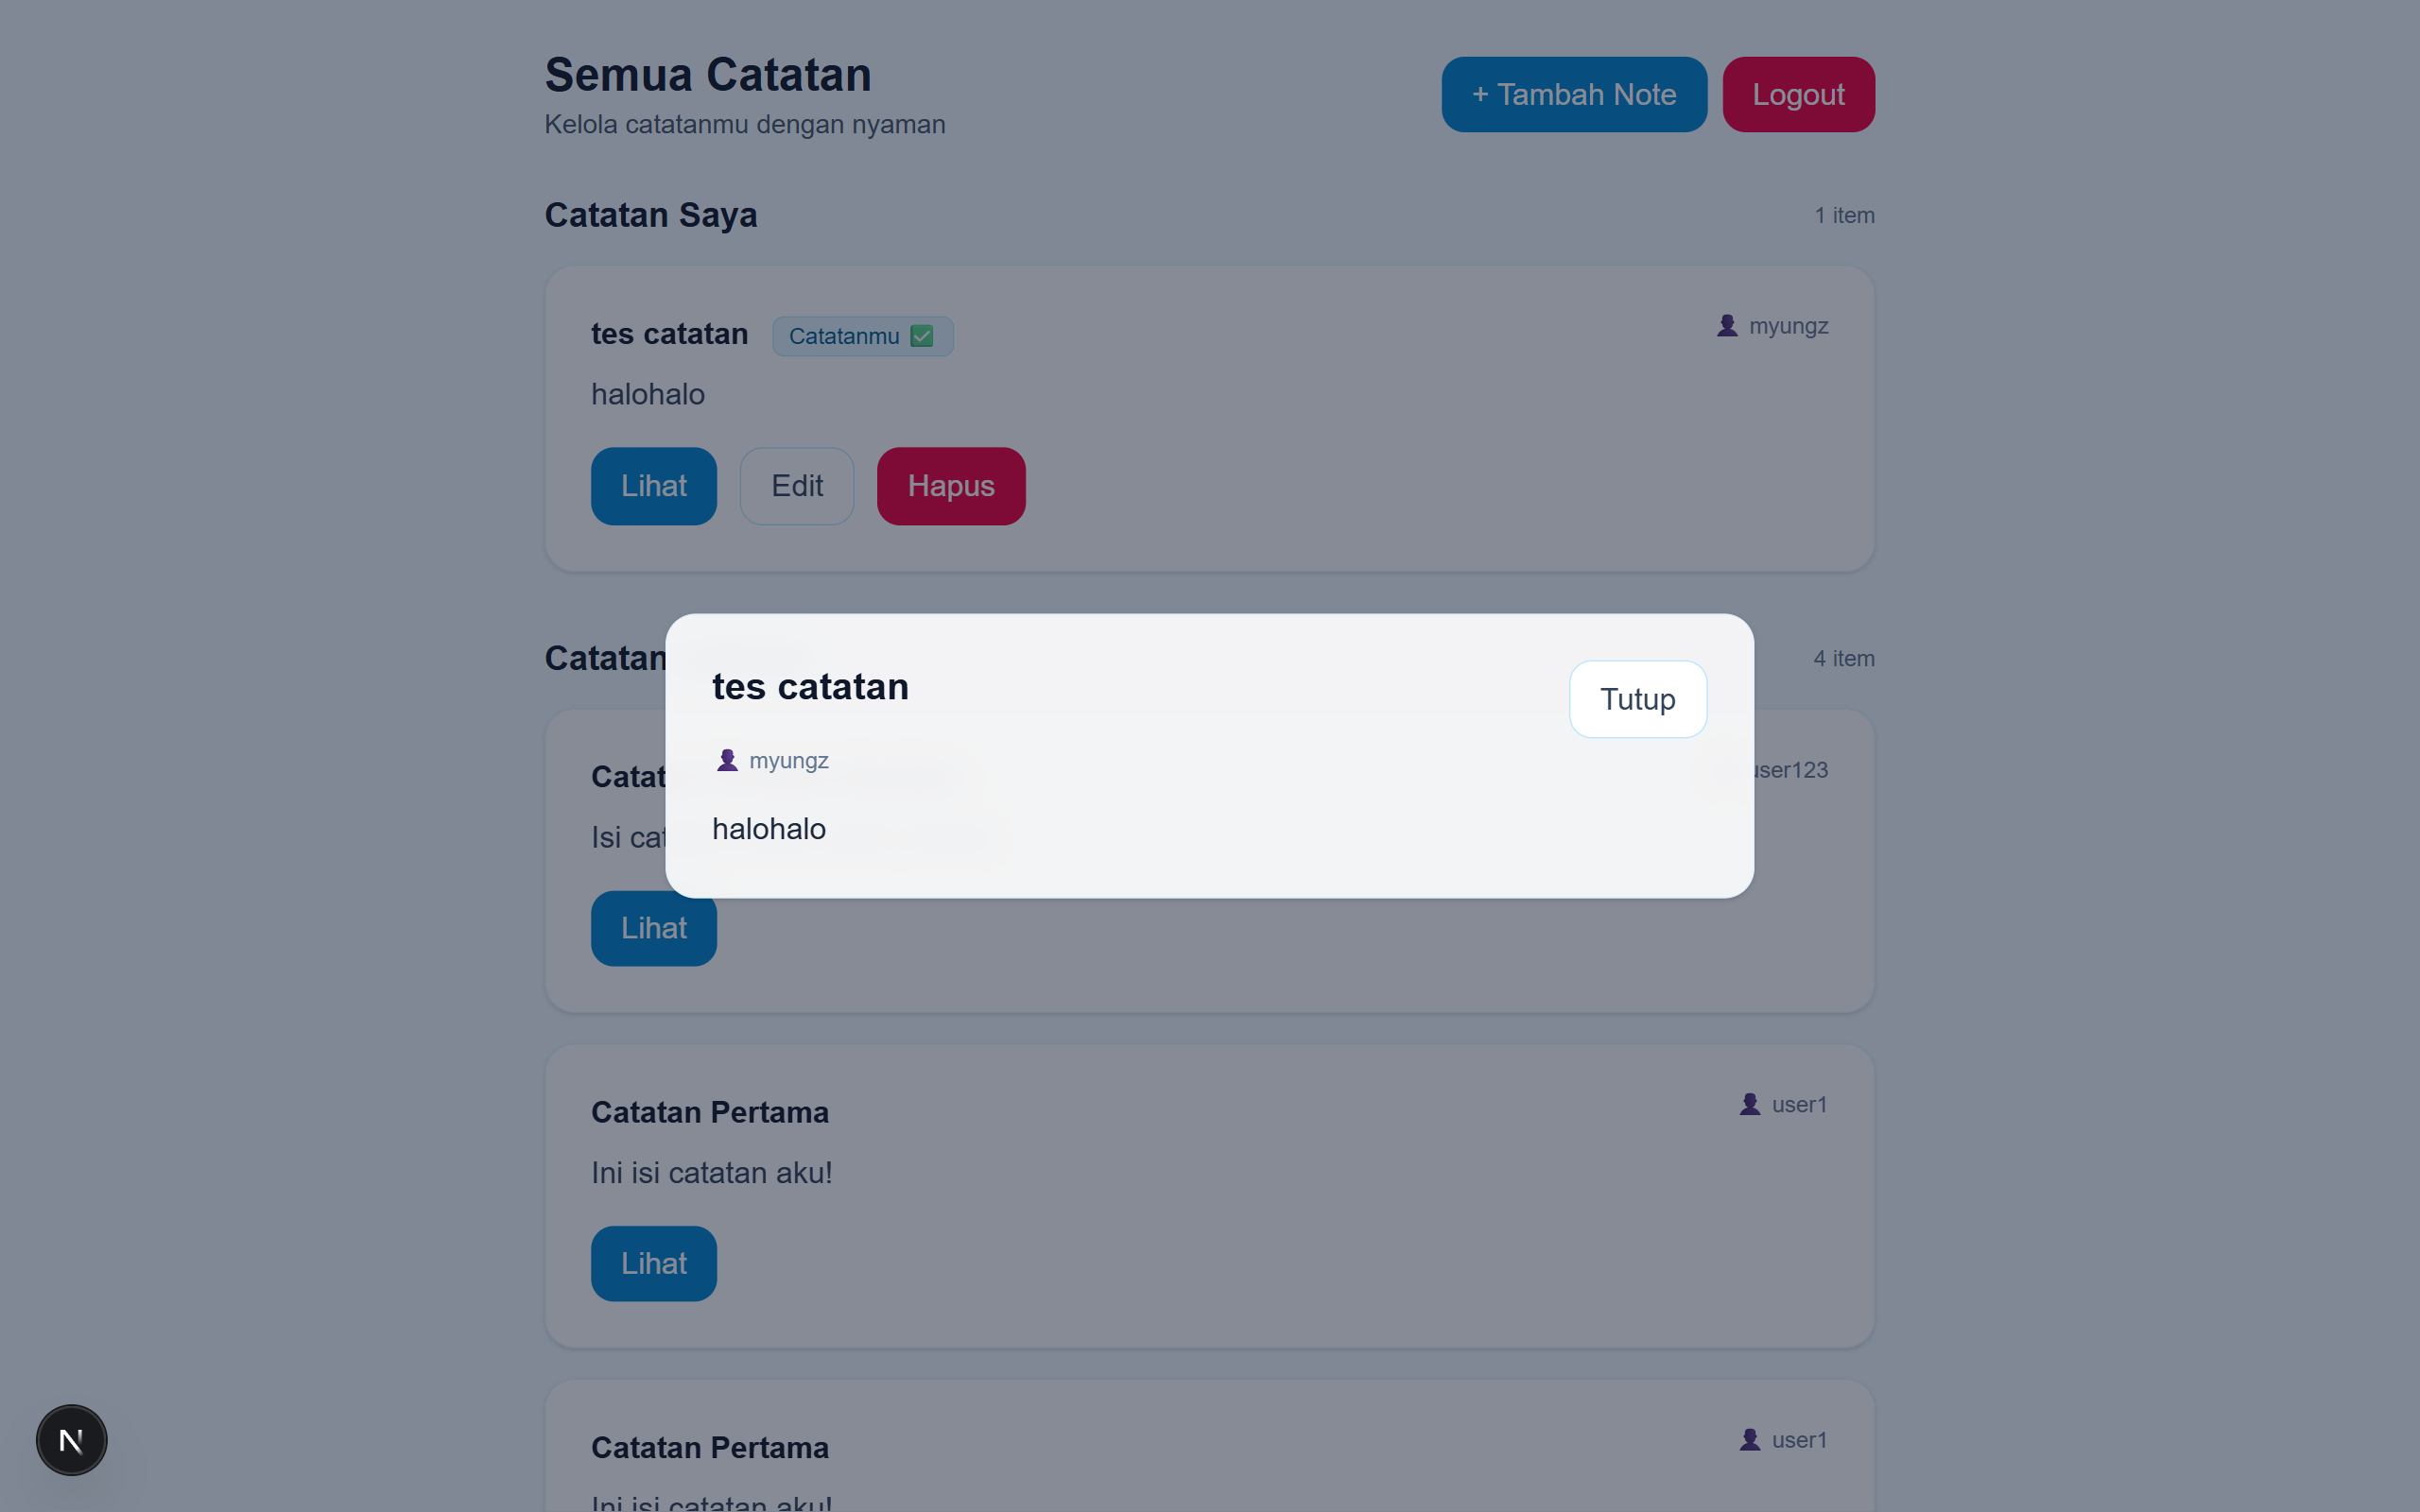 Semua Catatan
Kelola catatanmu dengan nyaman
+ Tambah Note
Logout
Catatan Saya
1 item
tes catatan
Catatanmu ✅
👤 myungz
halohalo
Lihat
Edit
Hapus
Catatan
4 item
tes catatan
Tutup
👤 myungz
halohalo
Catat
user123
Isi cat
Lihat
Catatan Pertama
👤 user1
Ini isi catatan aku!
Lihat
Catatan Pertama
👤 user1
Ini isi catatan aku!
N